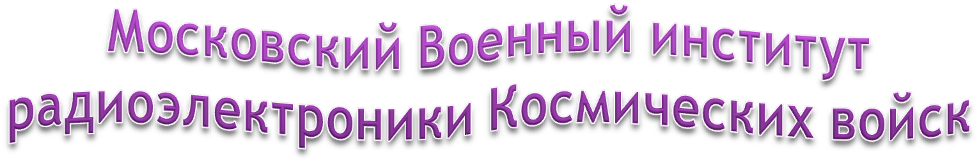 Московский Военный институт
радиоэлектроники Космических войск